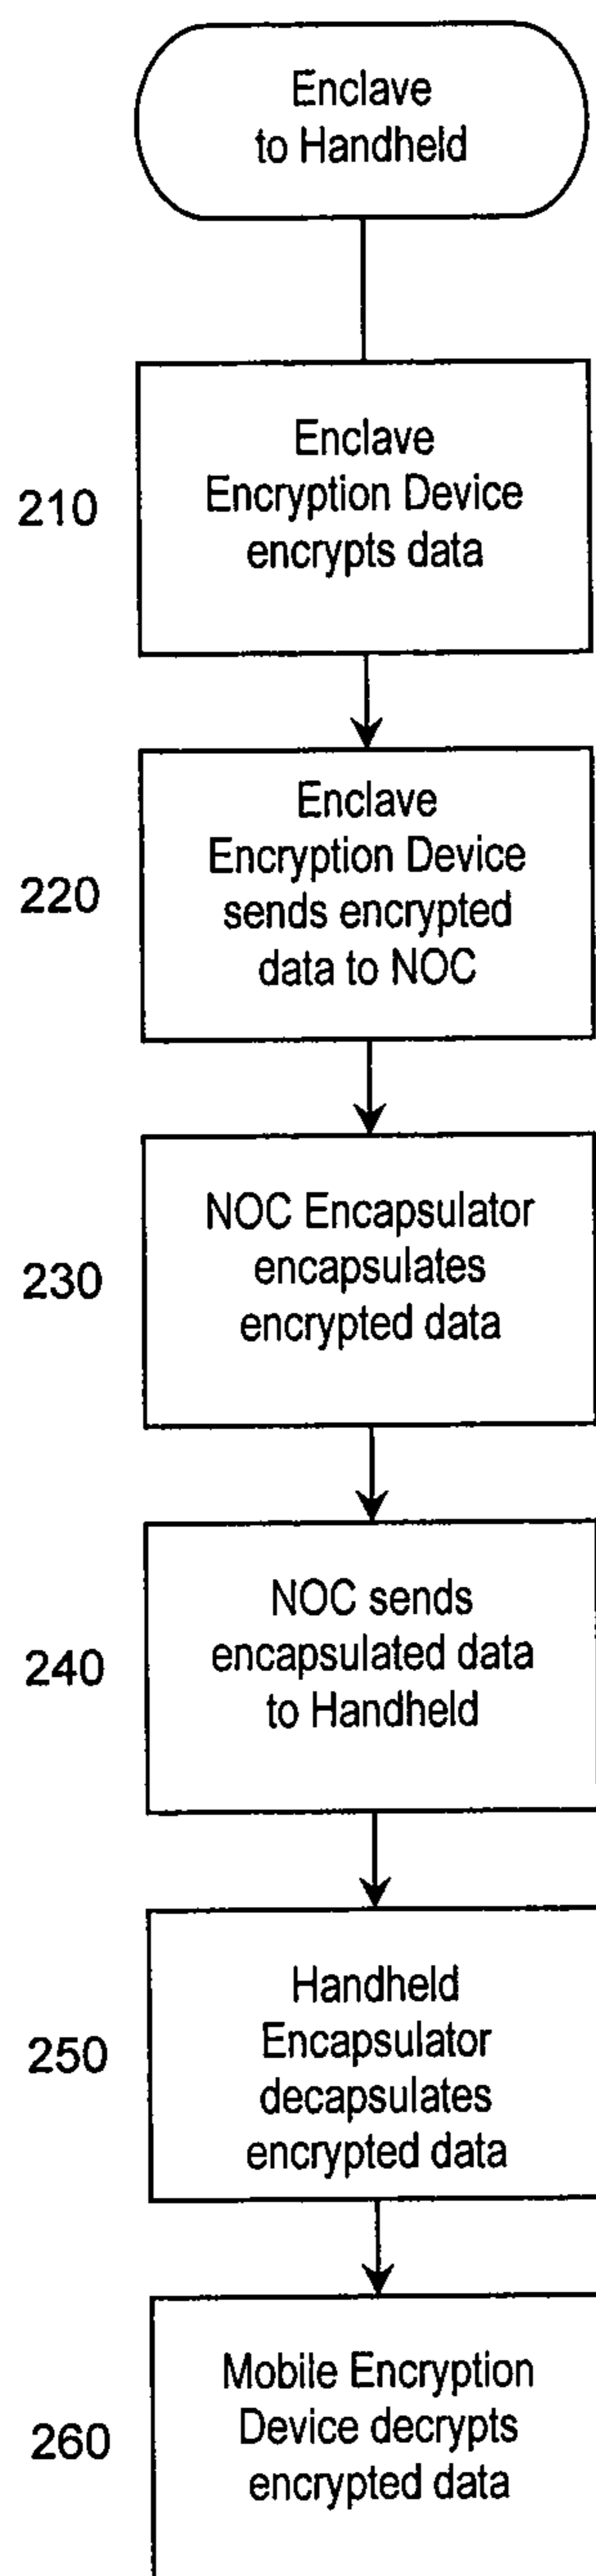 Enclave
to Handheld
210
Enclave
Encryption Device
encrypts data
220
Enclave
Encryption Device
sends encrypted
data to NOC
230
NOC Encapsulator
encapsulates
encrypted data
240
NOC sends
encapsulated data
to Handheld
250
Handheld
Encapsulator
decapsulates
encrypted data
260
Mobile Encryption
Device decrypts
encrypted data